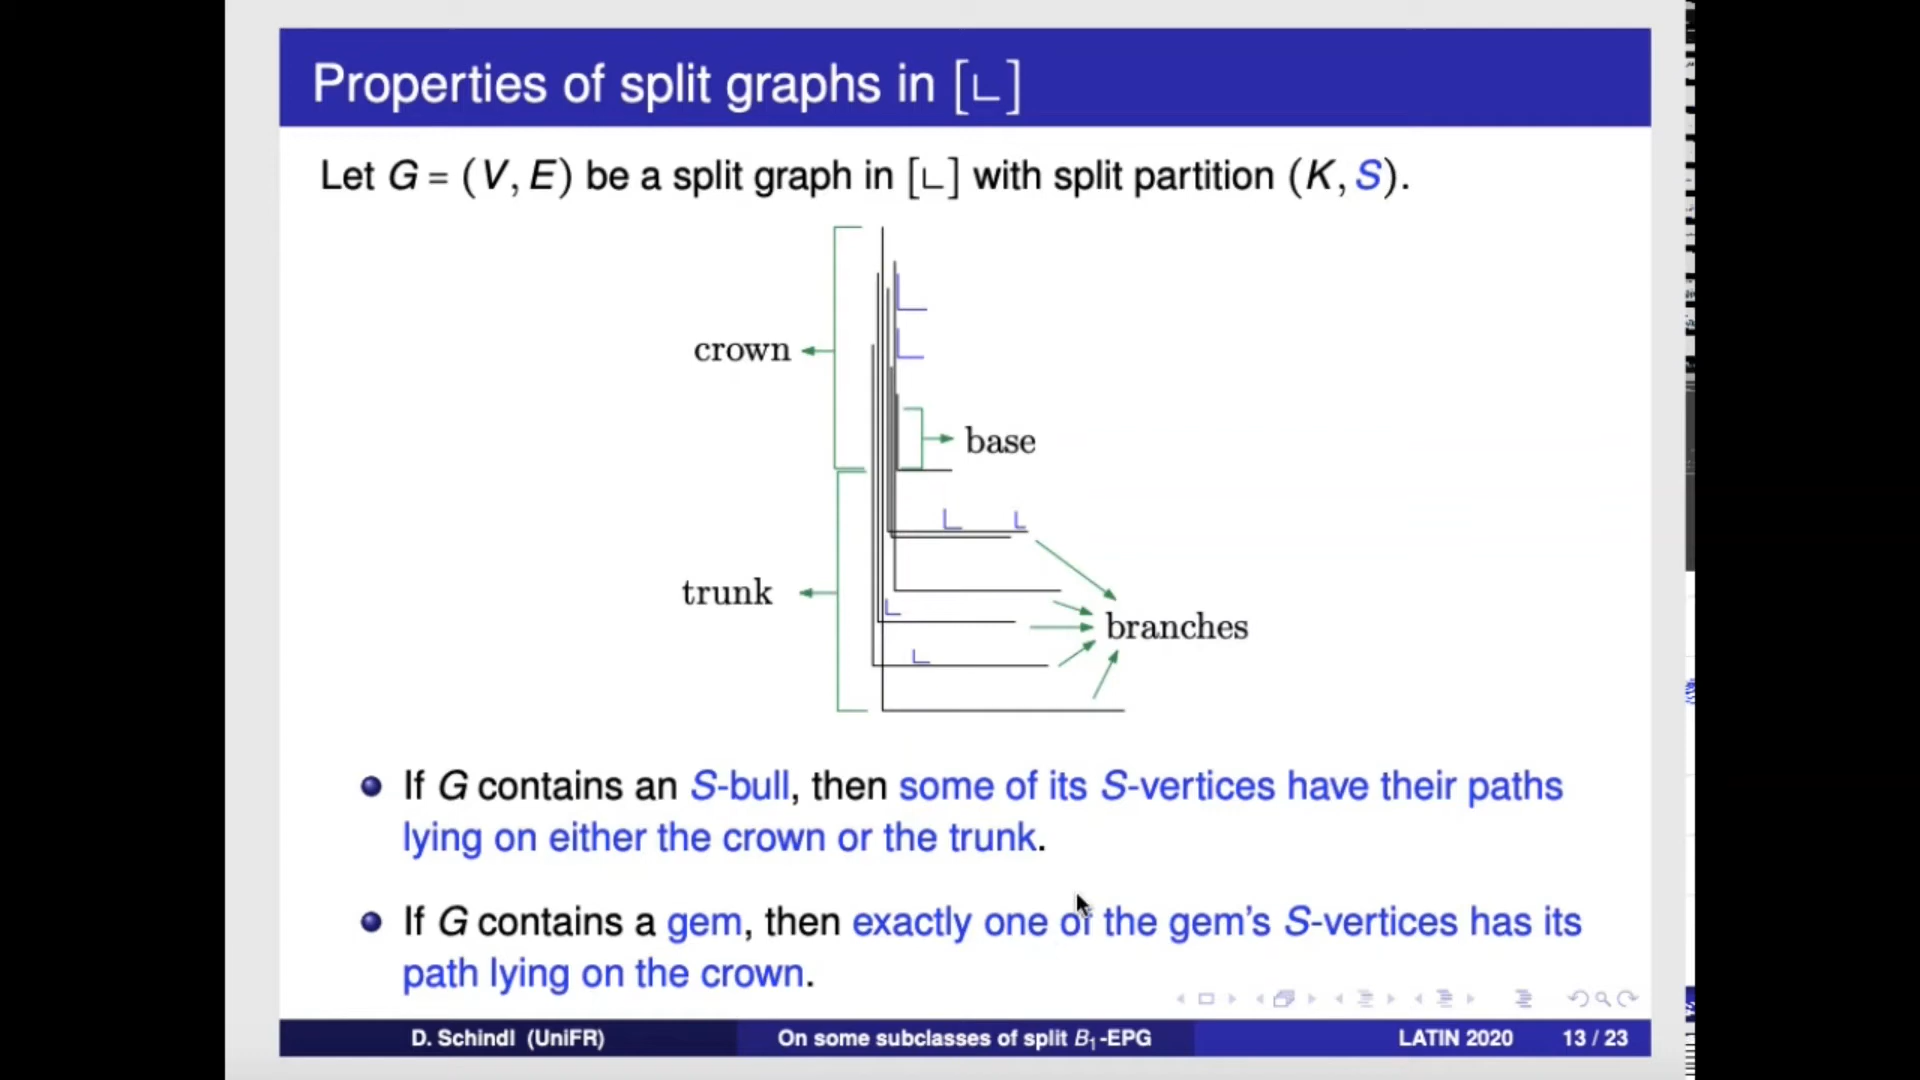 Properties of split graphs in [∟]
Let G = (V, E) be a split graph in [∟] with split partition (K, S).
crown
base
trunk
branches
If G contains an S-bull, then some of its S-vertices have their paths
lying on either the crown or the trunk.
If G contains a gem, then exactly one of the gem's S-vertices has its
path lying on the crown.
D. Schindl (UniFR) On some subclasses of split B₁-EPG LATIN 2020 13 / 23